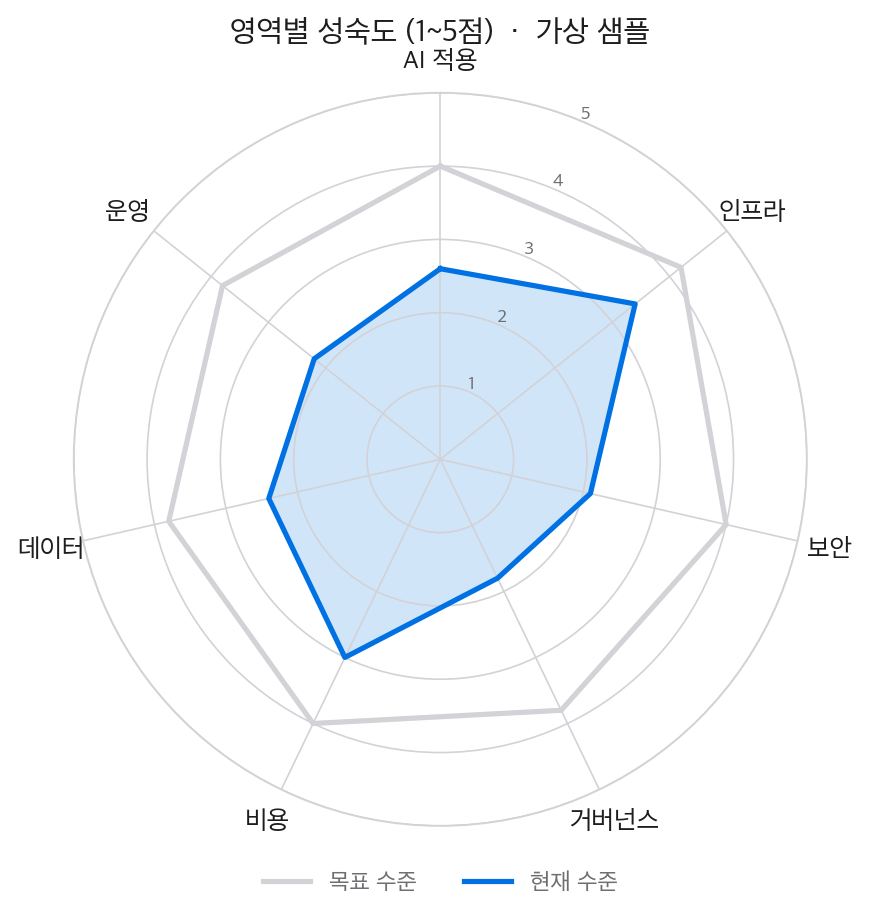 영역별 성숙도 (1~5점) · 가상 샘플
AI 적용
5
4
운영
인프라
3
2
1
데이터
보안
비용
거버넌스
목표 수준
현재 수준